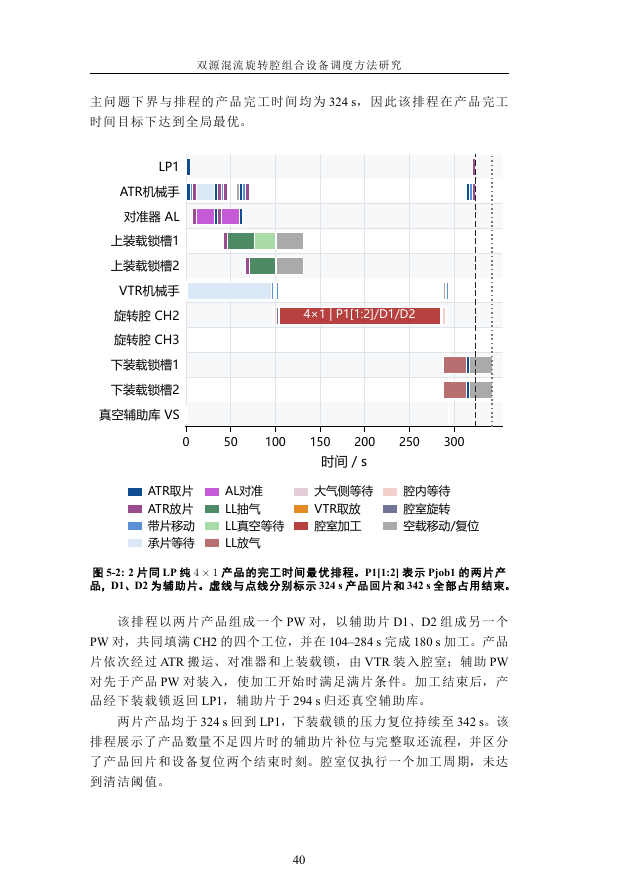 双源混流旋转腔组合设备调度方法研究
主问题下界与排程的产品完工时间均为 324 s，因此该排程在产品完工
时间目标下达到全局最优。
LP1
ATR机械手
对准器 AL
上装载锁槽1
上装载锁槽2
VTR机械手
旋转腔 CH2
4×1 | P1[1:2]/D1/D2
旋转腔 CH3
下装载锁槽1
下装载锁槽2
真空辅助库 VS
0 50 100 150 200 250 300
时间 / s
ATR取片 AL对准 大气侧等待 腔内等待
ATR放片 LL抽气 VTR取放 腔室旋转
带片移动 LL真空等待 腔室加工 空载移动/复位
承片等待 LL放气
图 5-2: 2 片同 LP 纯 4 × 1 产品的完工时间最优排程。P1[1:2] 表示 Pjob1 的两片产
品，D1、D2 为辅助片。虚线与点线分别标示 324 s 产品回片和 342 s 全部占用结束。
该排程以两片产品组成一个 PW 对，以辅助片 D1、D2 组成另一个
PW 对，共同填满 CH2 的四个工位，并在 104–284 s 完成 180 s 加工。产品
片依次经过 ATR 搬运、对准器和上装载锁，由 VTR 装入腔室；辅助 PW
对先于产品 PW 对装入，使加工开始时满足满片条件。加工结束后，产
品经下装载锁返回 LP1，辅助片于 294 s 归还真空辅助库。
两片产品均于 324 s 回到 LP1，下装载锁的压力复位持续至 342 s。该
排程展示了产品数量不足四片时的辅助片补位与完整取还流程，并区分
了产品回片和设备复位两个结束时刻。腔室仅执行一个加工周期，未达
到清洁阈值。
40